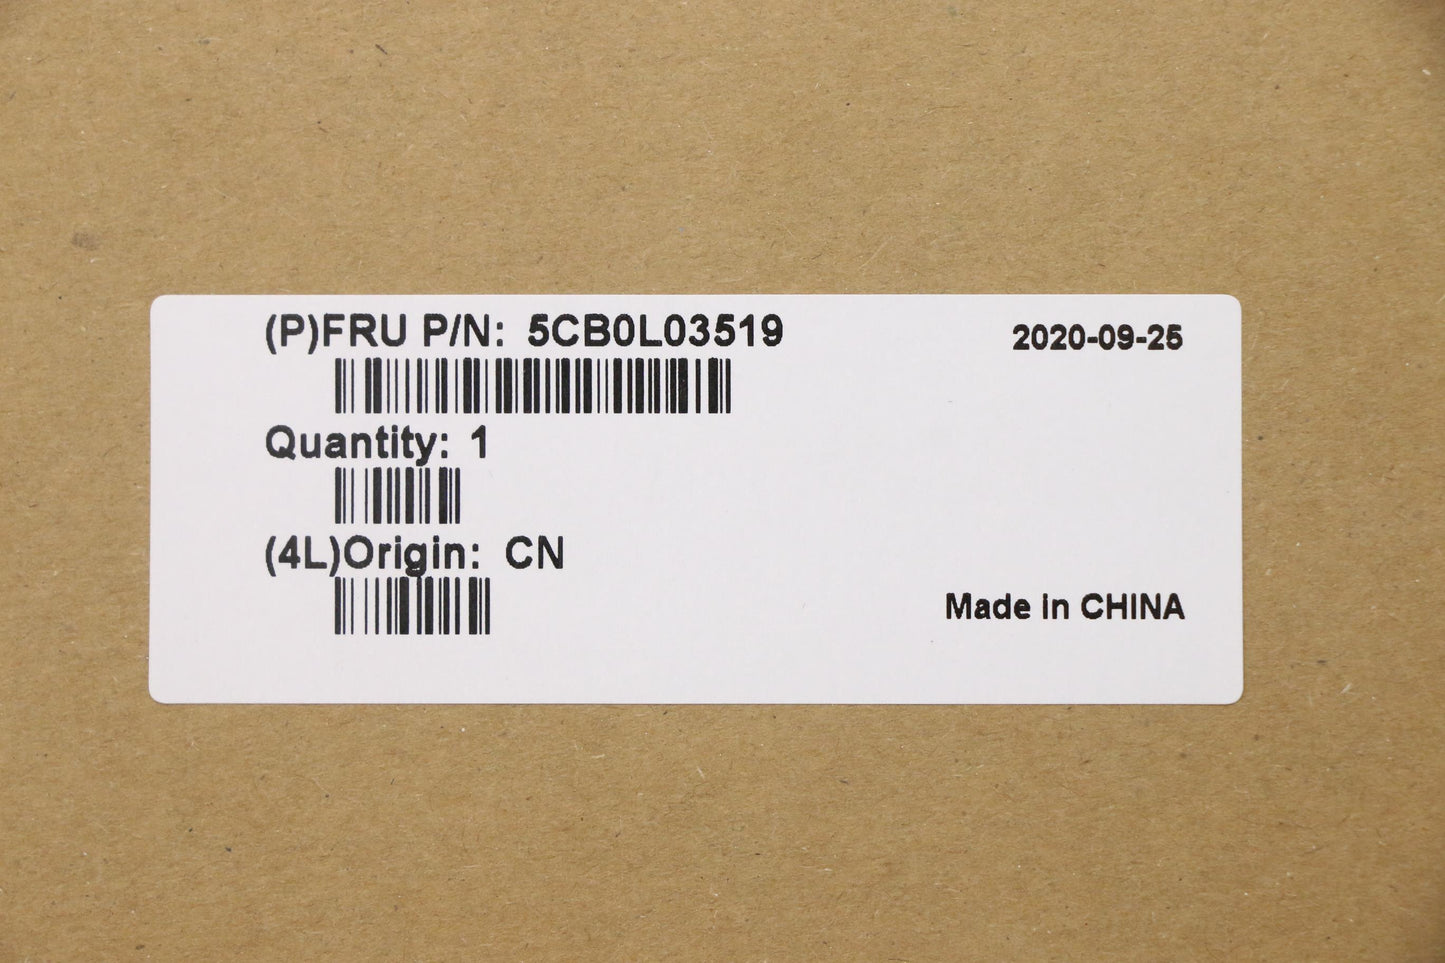 (P)FRU P/N: 5CB0L03519
2020-09-25
Quantity: 1
(4L)Origin: CN
Made in CHINA